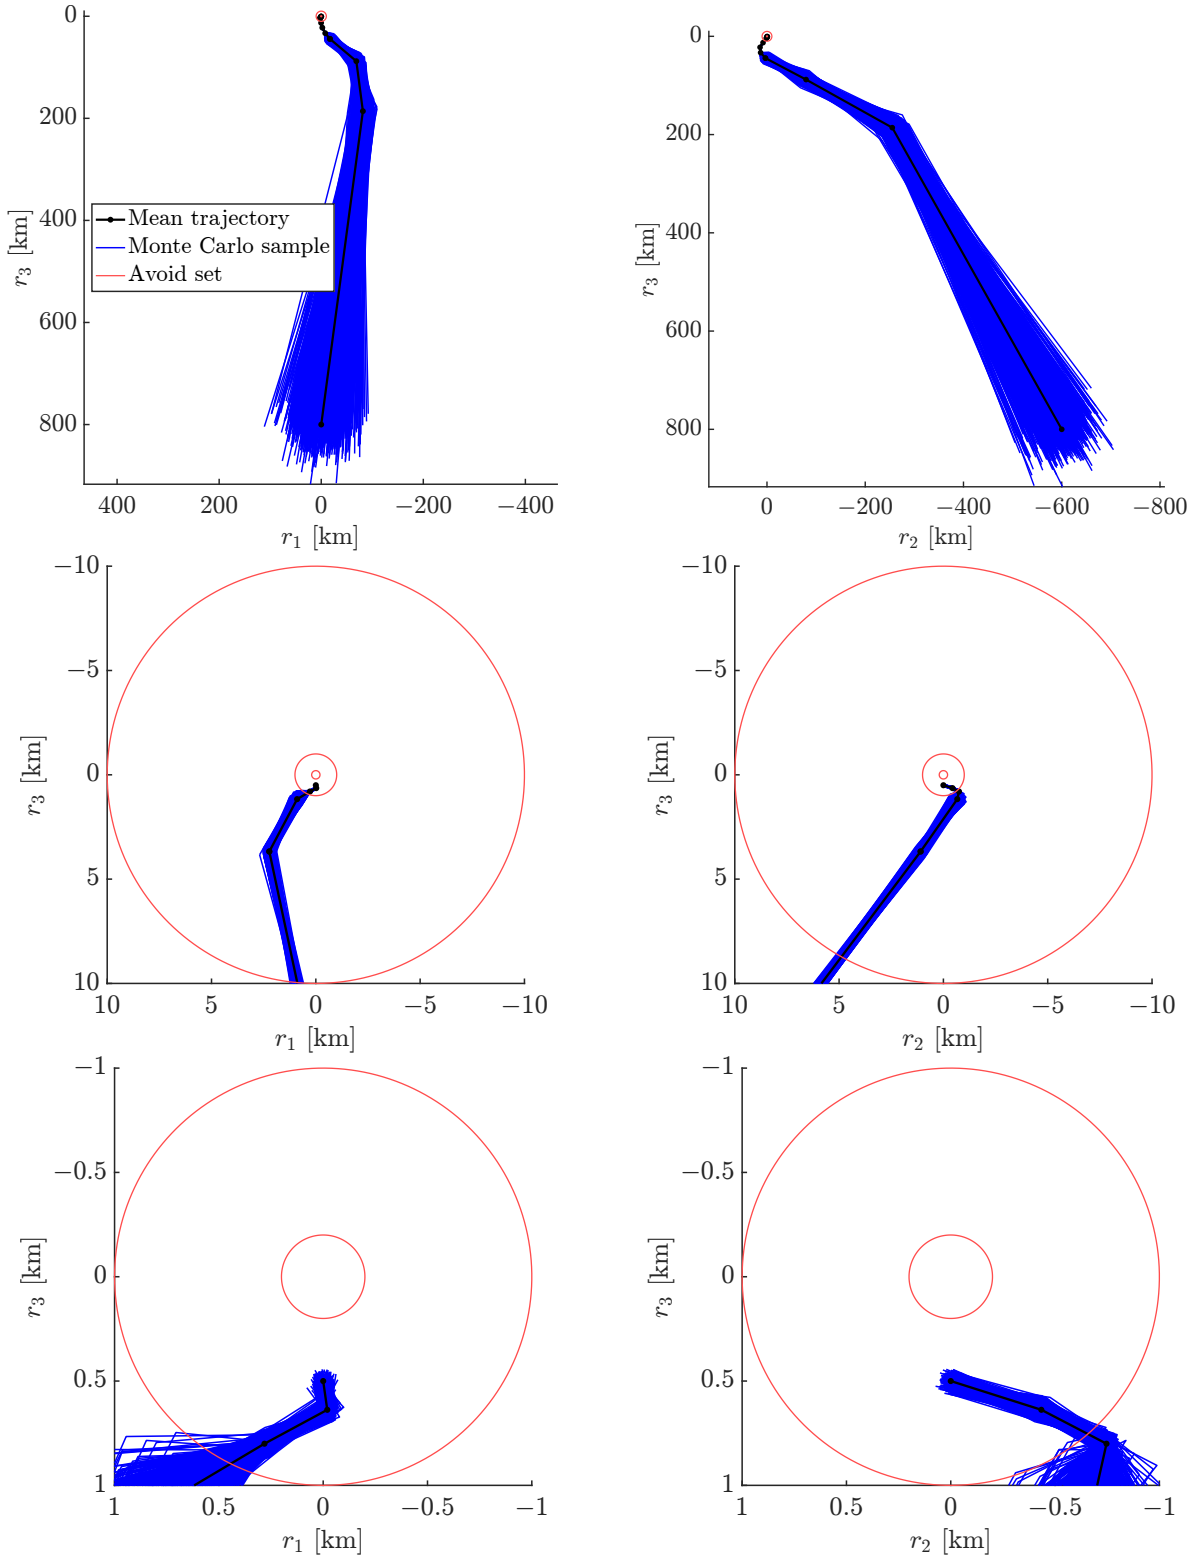 0
200
400
600
800
r3 [km]
Mean trajectory
Monte Carlo sample
Avoid set
400 200 0 −200 −400
r1 [km]
0
200
400
600
800
r3 [km]
0 −200 −400 −600 −800
r2 [km]
−10
−5
0
5
10
r3 [km]
10 5 0 −5 −10
r1 [km]
−10
−5
0
5
10
r3 [km]
10 5 0 −5 −10
r2 [km]
−1
−0.5
0
0.5
1
r3 [km]
1 0.5 0 −0.5 −1
r1 [km]
−1
−0.5
0
0.5
1
r3 [km]
1 0.5 0 −0.5 −1
r2 [km]